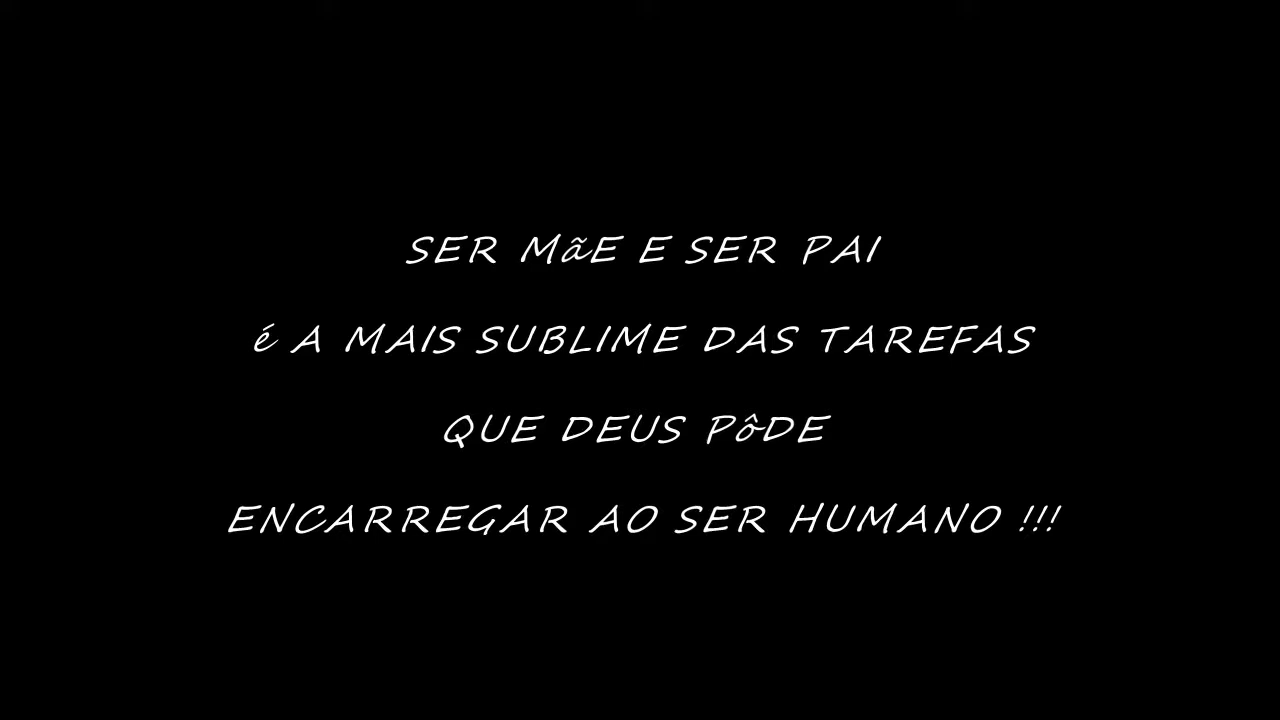 SER MãE E SER PAI
é A MAIS SUBLIME DAS TAREFAS
QUE DEUS PôDE
ENCARREGAR AO SER HUMANO !!!